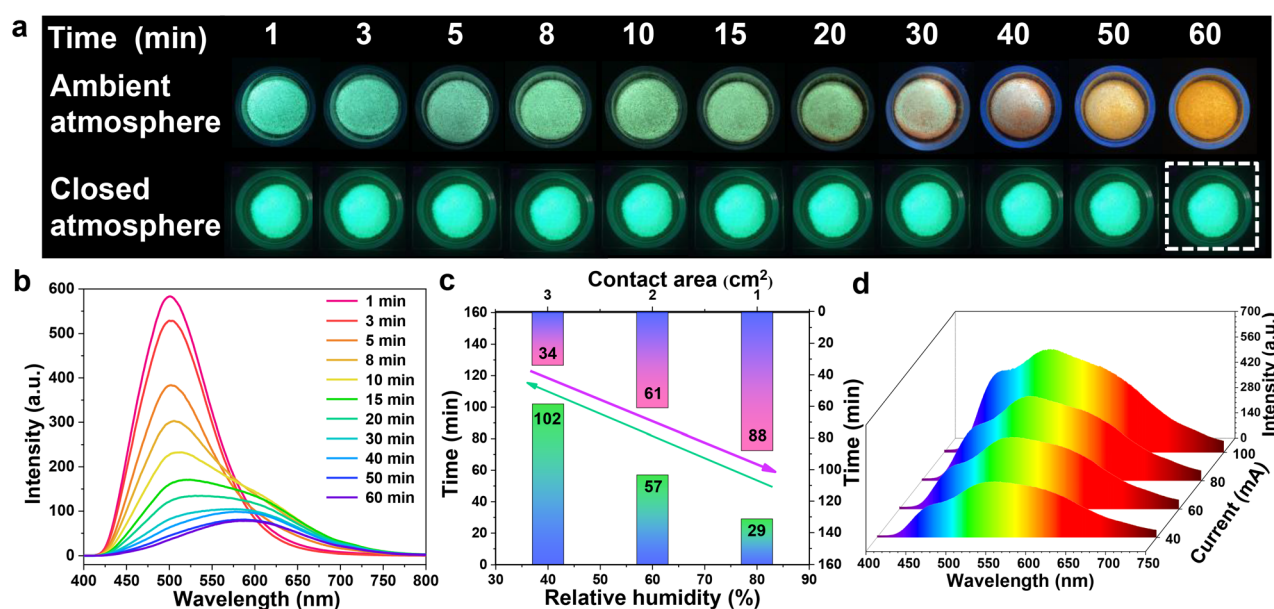 a
Time (min) 1 3 5 8 10 15 20 30 40 50 60
Ambient
atmosphere
Closed
atmosphere
b
600
500
400
300
200
100
0
Intensity (a.u.)
1 min
3 min
5 min
8 min
10 min
15 min
20 min
30 min
40 min
50 min
60 min
400 450 500 550 600 650 700 750 800
Wavelength (nm)
c
Contact area (cm²)
3 2 1
160
140
120
100
80
60
40
20
0
Time (min)
0
20
40
60
80
100
120
140
160
Time (min)
34
61
88
102
57
29
30 40 50 60 70 80 90
Relative humidity (%)
d
700
560
420
280
140
0
Intensity (a.u.)
100
80
60
40
Current (mA)
400 450 500 550 600 650 700 750
Wavelength (nm)